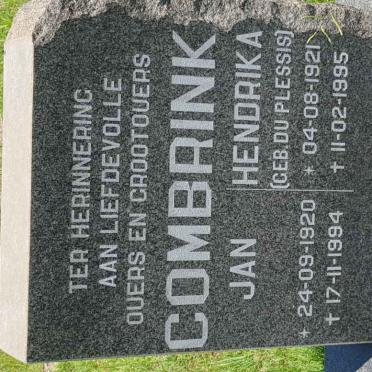 TER HERINNERING
AAN LIEFDEVOLLE
OUERS EN GROOTOUERS
COMBRINK
JAN
* 24-09-1920
† 17-11-1994
HENDRIKA
(GEB. DU PLESSIS)
* 04-08-1921
† 11-02-1995